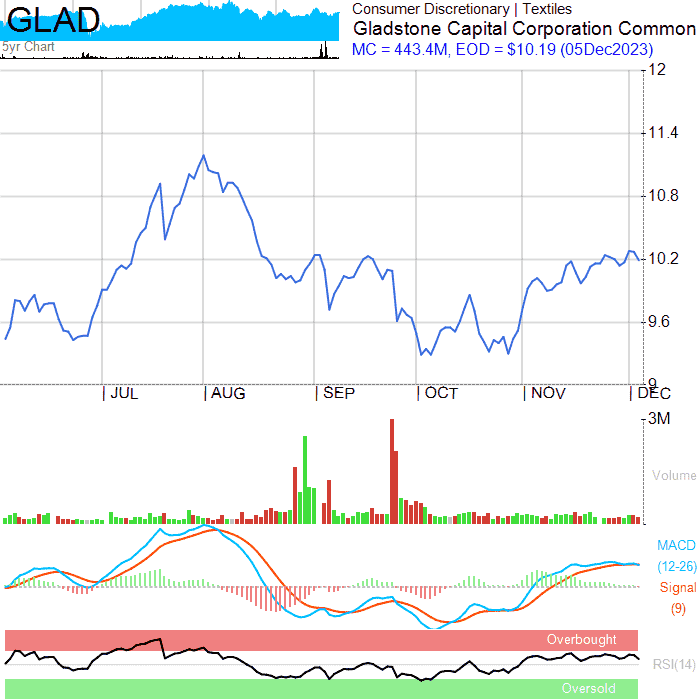 GLAD
5yr Chart
Consumer Discretionary | Textiles
Gladstone Capital Corporation Common
MC = 443.4M, EOD = $10.19 (05Dec2023)
12
11.4
10.8
10.2
9.6
9
JUL AUG SEP OCT NOV DEC
3M
Volume
MACD
(12-26)
Signal
(9)
Overbought
RSI(14)
Oversold